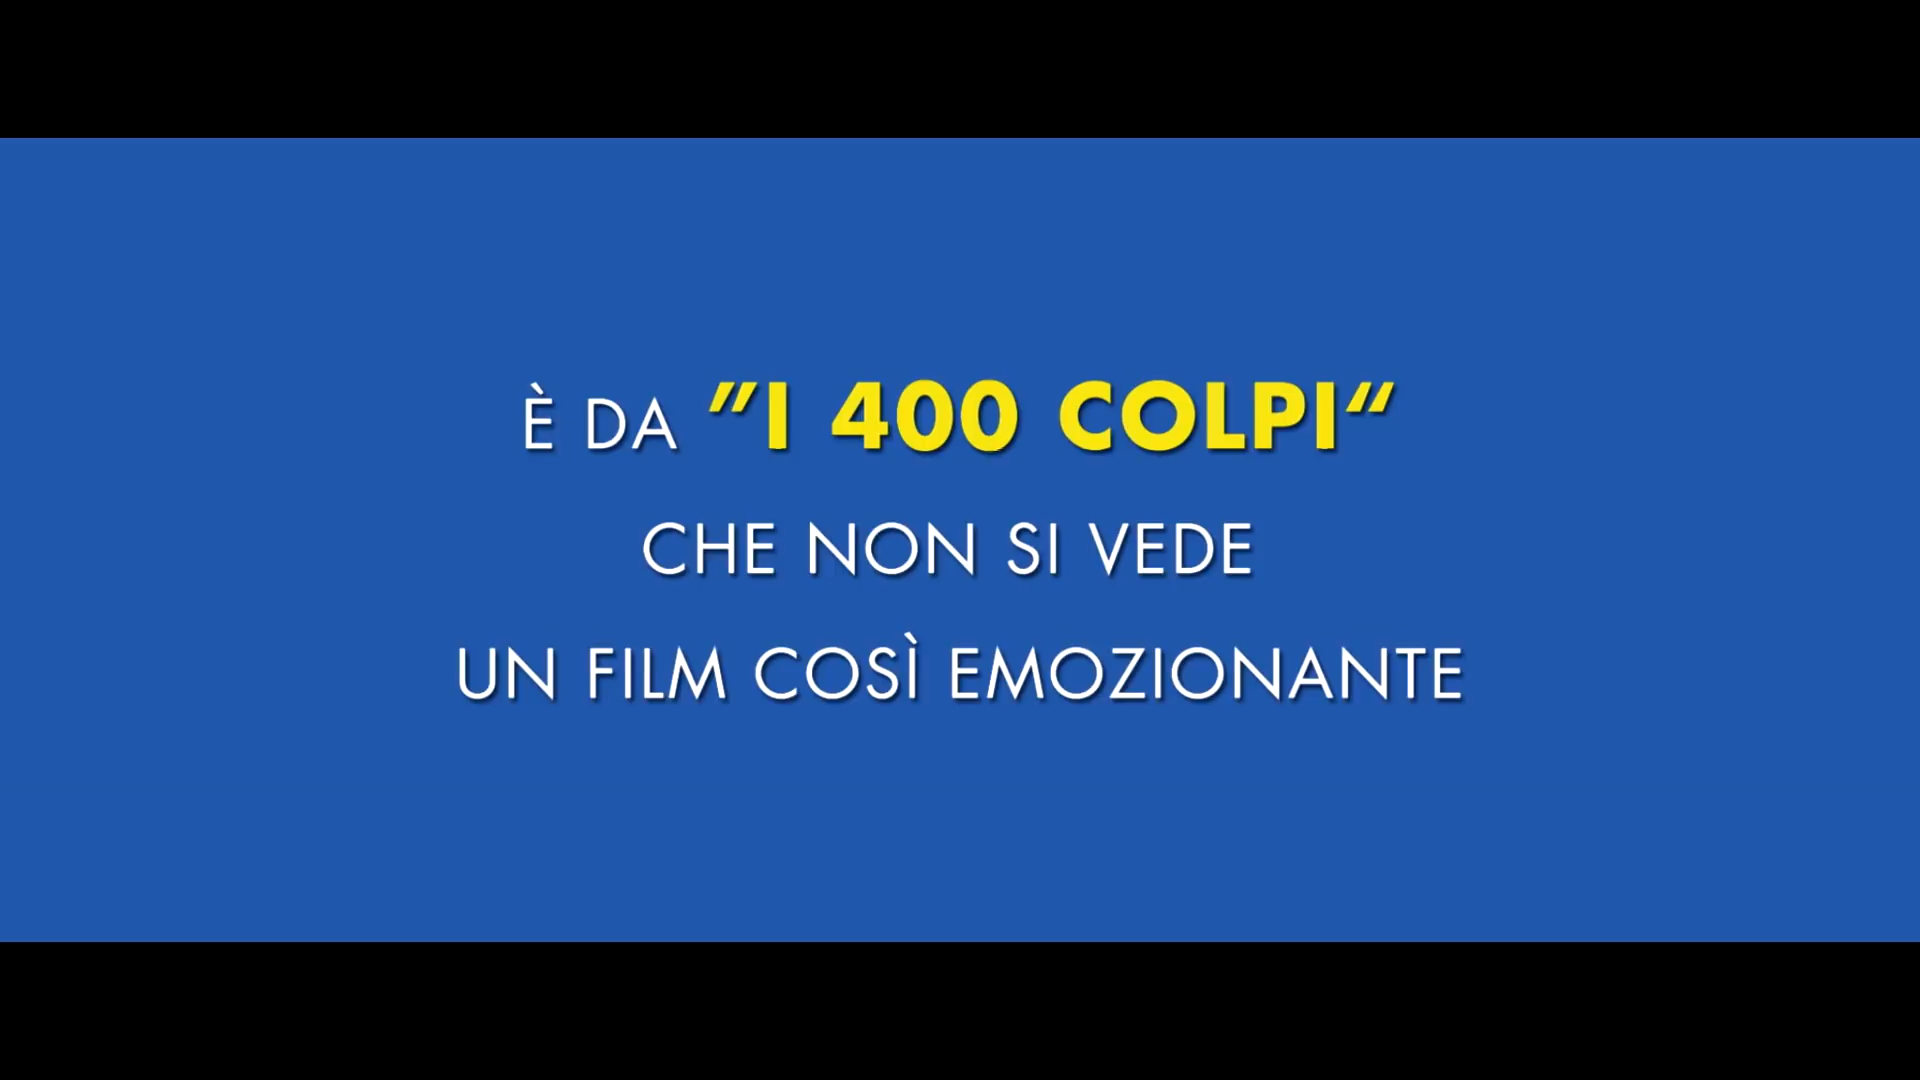 È DA ”I 400 COLPI“
CHE NON SI VEDE
UN FILM COSÌ EMOZIONANTE